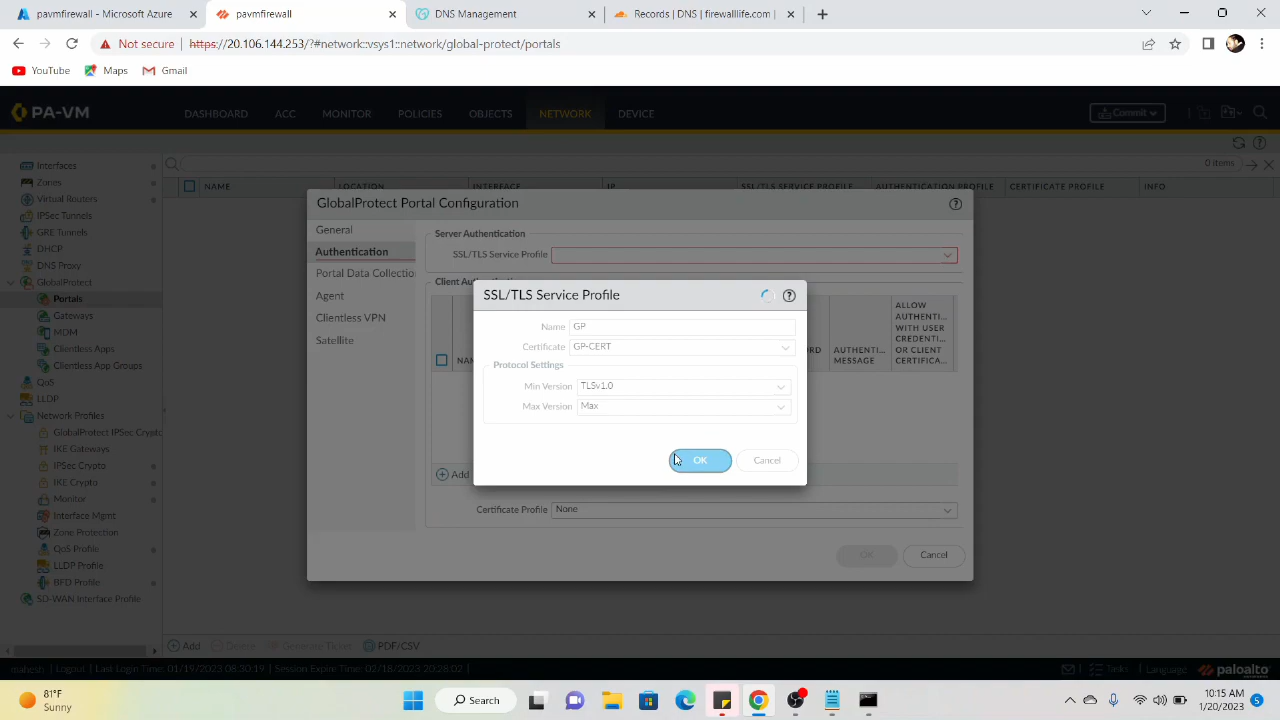 pavmfirewall - Microsoft Azure
pavmfirewall
DNS Management
Records | DNS | firewallife.com |
Not secure
https://20.106.144.253/?#network:vsys1::network/global-protect/portals
YouTube
Maps
Gmail
PA-VM
DASHBOARD
ACC
MONITOR
POLICIES
OBJECTS
NETWORK
DEVICE
Commit
0 items
NAME
LOCATION
INTERFACE
IP
SSL/TLS SERVICE PROFILE
AUTHENTICATION PROFILE
CERTIFICATE PROFILE
INFO
Interfaces
Zones
Virtual Routers
IPSec Tunnels
GRE Tunnels
DHCP
DNS Proxy
GlobalProtect
Portals
Gateways
MDM
Clientless Apps
Clientless App Groups
QoS
LLDP
Network Profiles
GlobalProtect IPSec Crypto
IKE Gateways
IPSec Crypto
IKE Crypto
Monitor
Interface Mgmt
Zone Protection
QoS Profile
LLDP Profile
BFD Profile
SD-WAN Interface Profile
GlobalProtect Portal Configuration
General
Authentication
Portal Data Collection
Agent
Clientless VPN
Satellite
Server Authentication
SSL/TLS Service Profile
Client
ALLOW
AUTHENTI...
WITH USER
CREDENTI...
OR CLIENT
CERTIFICA...
AUTHENTI...
MESSAGE
Add
Certificate Profile
None
OK
Cancel
SSL/TLS Service Profile
Name
GP
Certificate
GP-CERT
Protocol Settings
Min Version
TLSv1.0
Max Version
Max
OK
Cancel
Add
Delete
Generate Ticket
PDF/CSV
mahesh | Logout | Last Login Time: 01/19/2023 08:30:19 | Session Expire Time: 02/18/2023 20:28:02 |
Tasks
Language
paloalto
81°F
Sunny
Search
10:15 AM
1/20/2023
5